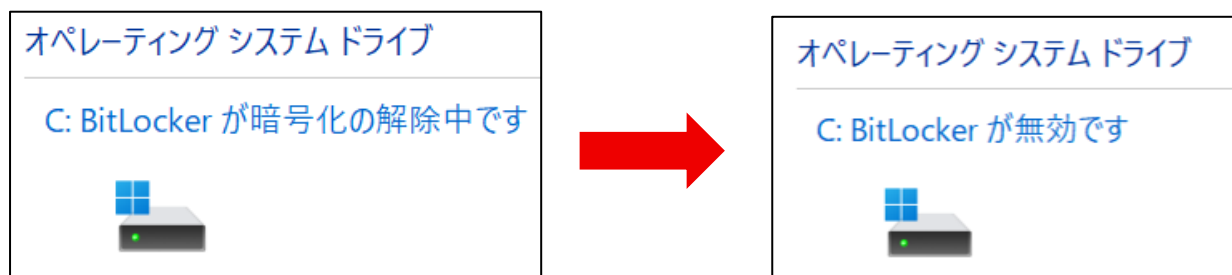 オペレーティング システム ドライブ
C: BitLocker が暗号化の解除中です
オペレーティング システム ドライブ
C: BitLocker が無効です